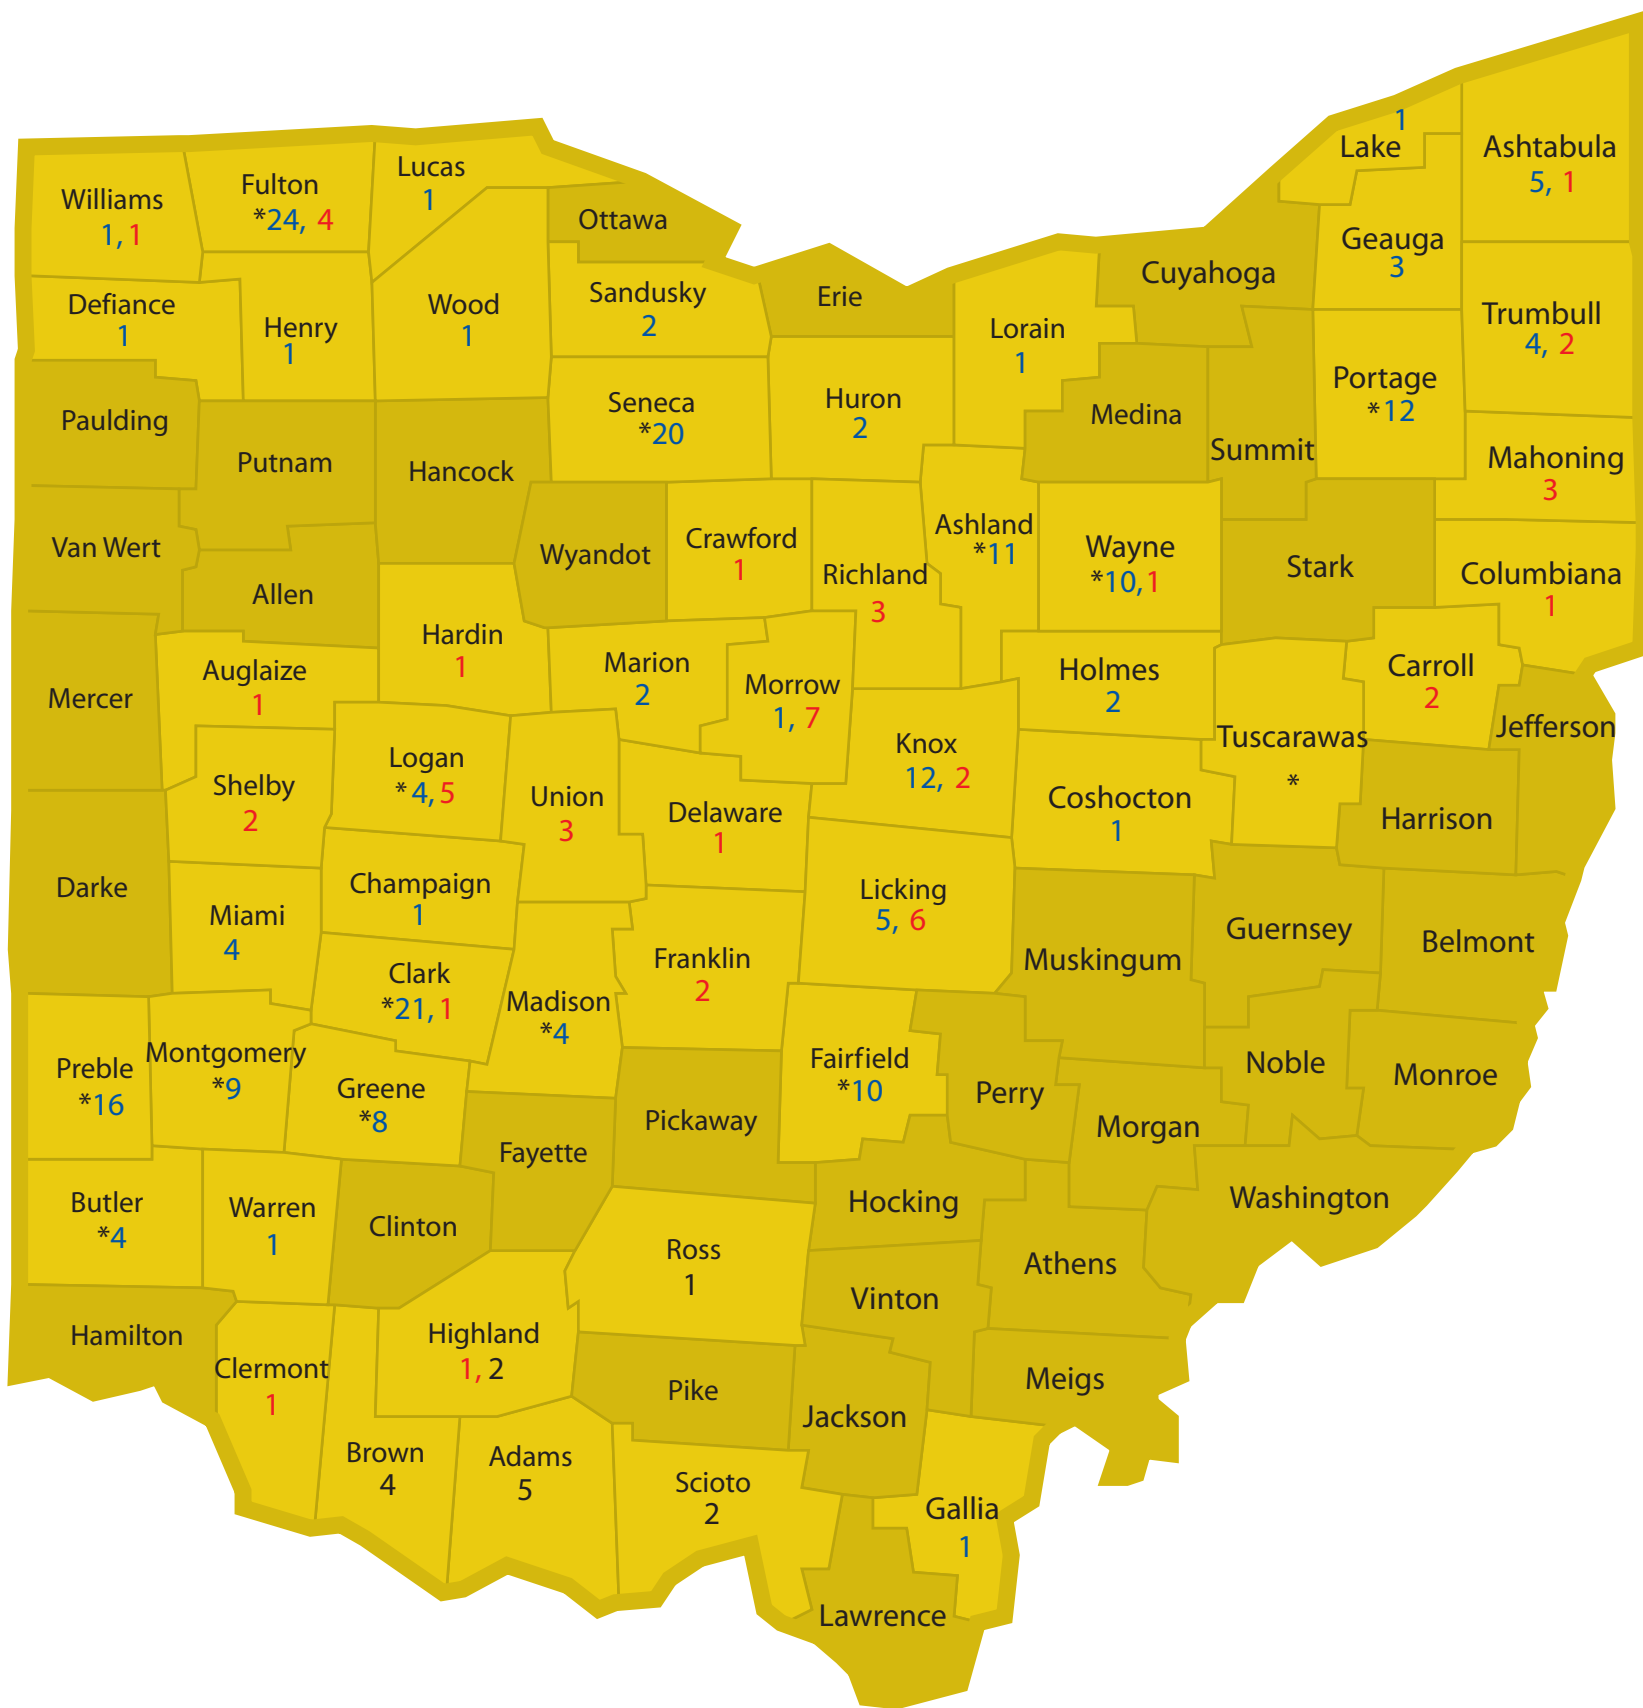 1
Lake
Ashtabula
5, 1
Lucas
1
Fulton
*24, 4
Williams
1, 1
Ottawa
Geauga
3
Cuyahoga
Sandusky
2
Erie
Defiance
1
Henry
1
Wood
1
Lorain
1
Trumbull
4, 2
Portage
*12
Seneca
*20
Huron
2
Medina
Paulding
Summit
Mahoning
3
Putnam
Hancock
Ashland
*11
Crawford
1
Wayne
*10, 1
Van Wert
Wyandot
Richland
3
Stark
Columbiana
1
Allen
Hardin
1
Marion
2
Auglaize
1
Holmes
2
Carroll
2
Mercer
Morrow
1, 7
Jefferson
Tuscarawas
*
Knox
12, 2
Logan
*4, 5
Shelby
2
Union
3
Coshocton
1
Delaware
1
Harrison
Darke
Champaign
1
Licking
5, 6
Miami
4
Guernsey
Belmont
Franklin
2
Muskingum
Clark
*21, 1
Madison
*4
Montgomery
*9
Fairfield
*10
Noble
Preble
*16
Monroe
Greene
*8
Perry
Pickaway
Morgan
Fayette
Butler
*4
Warren
1
Hocking
Washington
Clinton
Ross
1
Athens
Vinton
Hamilton
Highland
1, 2
Clermont
1
Meigs
Pike
Jackson
Brown
4
Adams
5
Scioto
2
Gallia
1
Lawrence